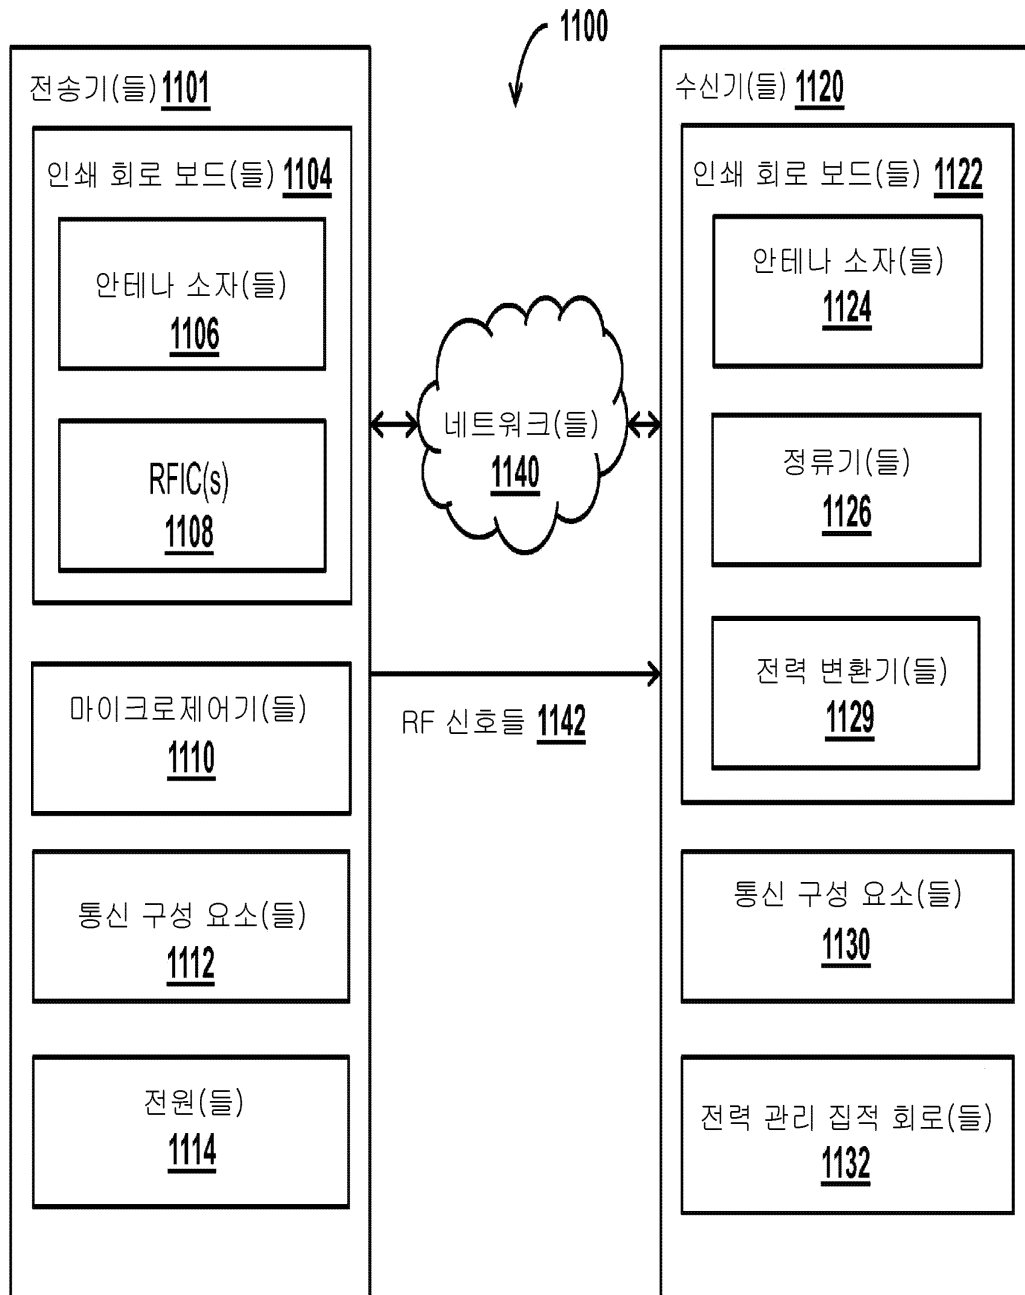 1100
전송기(들) 1101
인쇄 회로 보드(들) 1104
안테나 소자(들)
1106
RFIC(s)
1108
마이크로제어기(들)
1110
통신 구성 요소(들)
1112
전원(들)
1114
네트워크(들)
1140
RF 신호들 1142
수신기(들) 1120
인쇄 회로 보드(들) 1122
안테나 소자(들)
1124
정류기(들)
1126
전력 변환기(들)
1129
통신 구성 요소(들)
1130
전력 관리 집적 회로(들)
1132